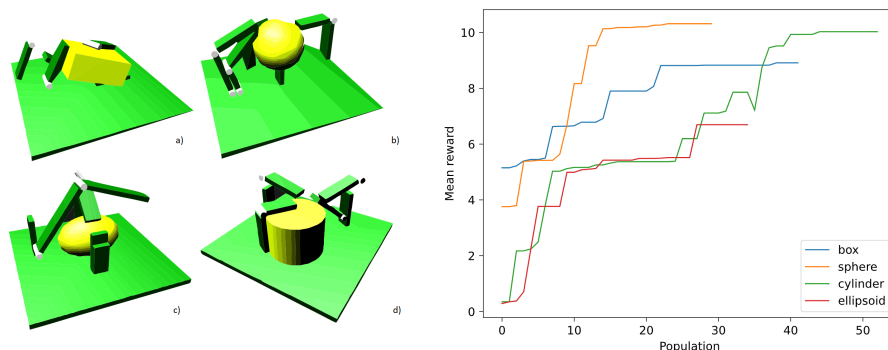 a)
b)
c)
d)
Mean reward
10
8
6
4
2
0
0
10
20
30
40
50
Population
box
sphere
cylinder
ellipsoid